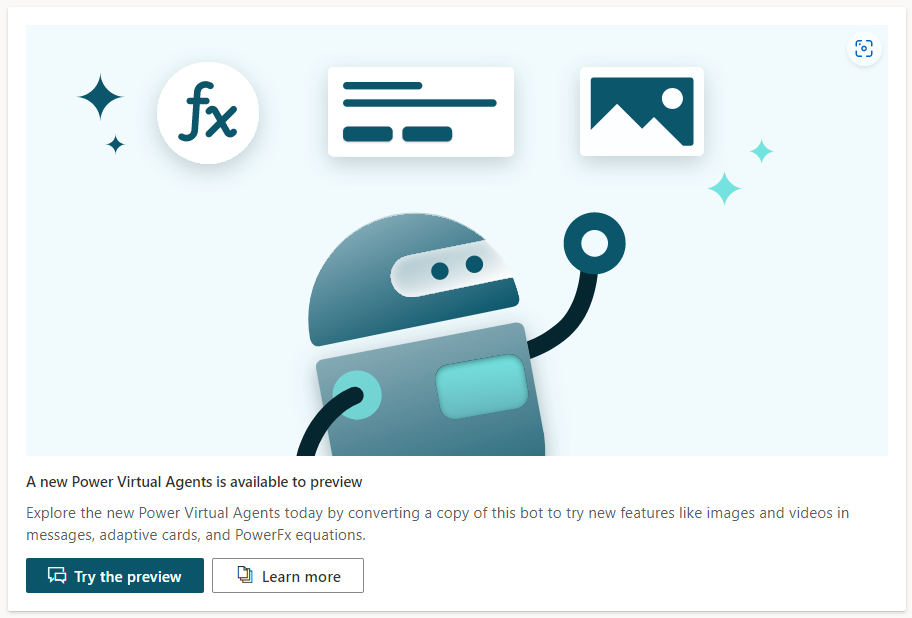 fx
A new Power Virtual Agents is available to preview
Explore the new Power Virtual Agents today by converting a copy of this bot to try new features like images and videos in
messages, adaptive cards, and PowerFx equations.
Try the preview
Learn more